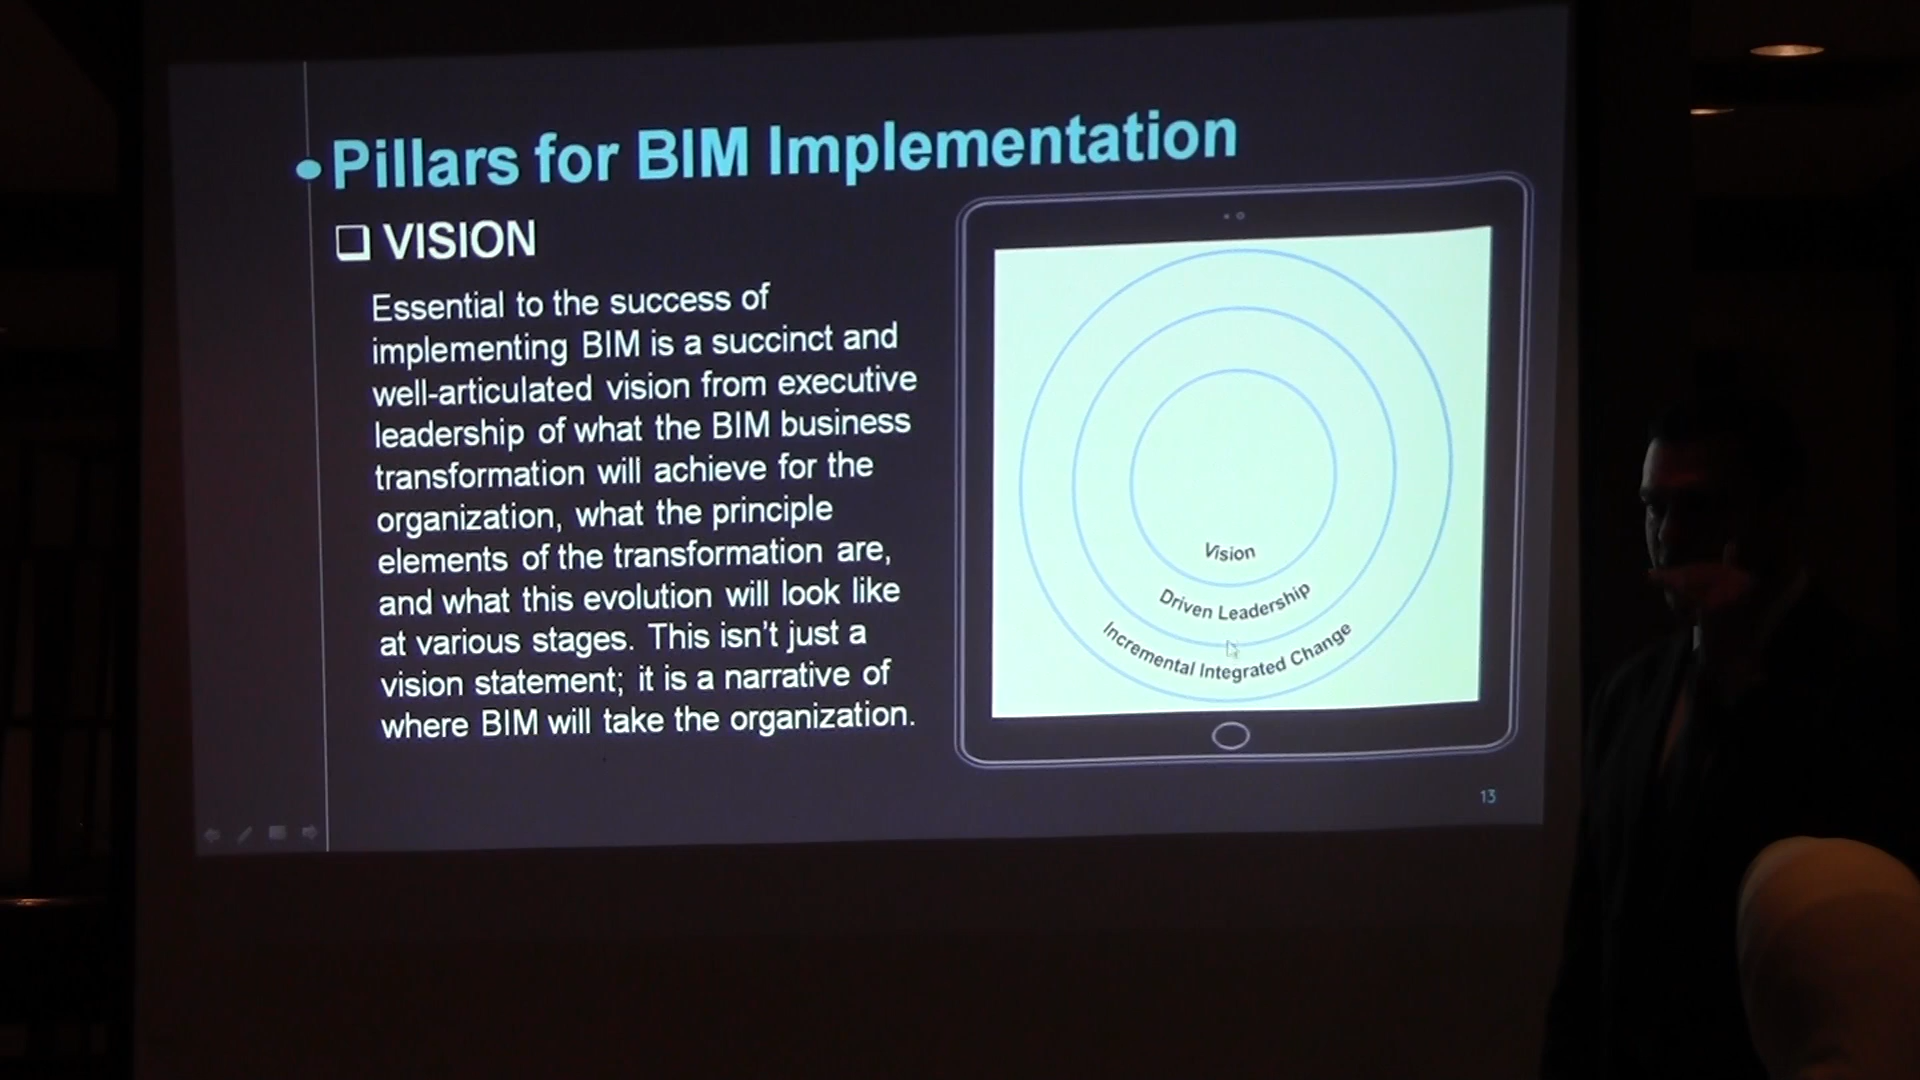 Pillars for BIM Implementation
VISION
Essential to the success of
implementing BIM is a succinct and
well-articulated vision from executive
leadership of what the BIM business
transformation will achieve for the
organization, what the principle
elements of the transformation are,
and what this evolution will look like
at various stages. This isn't just a
vision statement; it is a narrative of
where BIM will take the organization.
Vision
Driven Leadership
Incremental Integrated Change
13